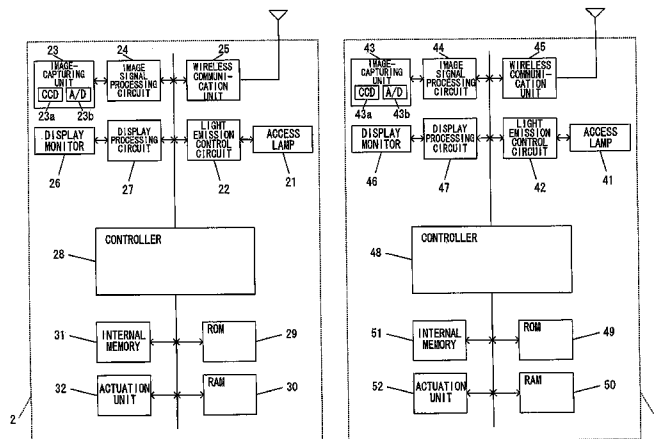 23
24
25
IMAGE-
CAPTURING
UNIT
CCD
A/D
23a
23b
IMAGE
SIGNAL
PROCESSING
CIRCUIT
WIRELESS
COMMUNI-
CATION
UNIT
DISPLAY
MONITOR
26
DISPLAY
PROCESSING
CIRCUIT
27
LIGHT
EMISSION
CONTROL
CIRCUIT
22
ACCESS
LAMP
21
CONTROLLER
28
31
INTERNAL
MEMORY
ROM
29
32
ACTUATION
UNIT
RAM
30
2
43
44
45
IMAGE-
CAPTURING
UNIT
CCD
A/D
43a
43b
IMAGE
SIGNAL
PROCESSING
CIRCUIT
WIRELESS
COMMUNI-
CATION
UNIT
DISPLAY
MONITOR
46
DISPLAY
PROCESSING
CIRCUIT
47
LIGHT
EMISSION
CONTROL
CIRCUIT
42
ACCESS
LAMP
41
CONTROLLER
48
51
INTERNAL
MEMORY
ROM
49
52
ACTUATION
UNIT
RAM
50